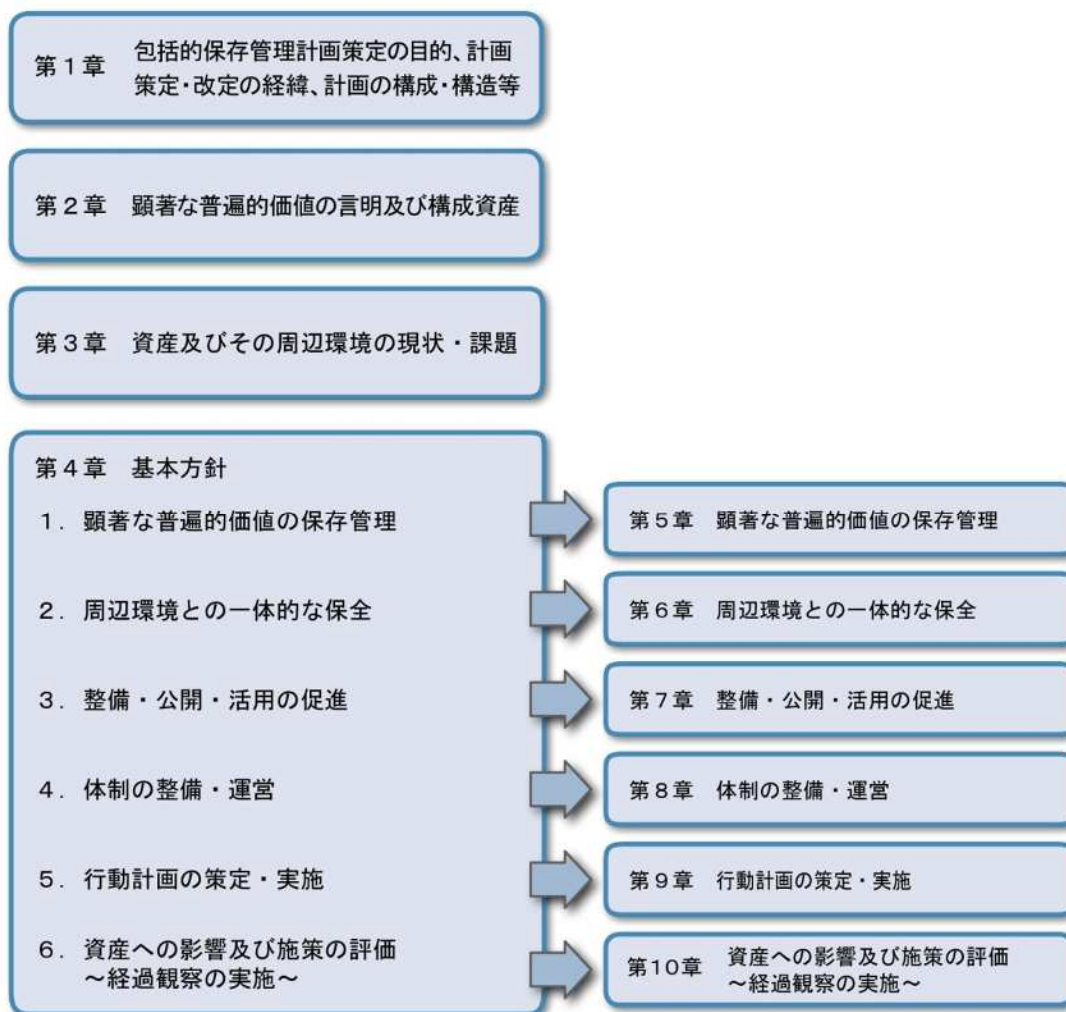 第1章 包括的保存管理計画策定の目的、計画
策定・改定の経緯、計画の構成・構造等
第2章 顕著な普遍的価値の言明及び構成資産
第3章 資産及びその周辺環境の現状・課題
第4章 基本方針
1. 顕著な普遍的価値の保存管理
第5章 顕著な普遍的価値の保存管理
2. 周辺環境との一体的な保全
第6章 周辺環境との一体的な保全
3. 整備・公開・活用の促進
第7章 整備・公開・活用の促進
4. 体制の整備・運営
第8章 体制の整備・運営
5. 行動計画の策定・実施
第9章 行動計画の策定・実施
6. 資産への影響及び施策の評価
~経過観察の実施~
第10章 資産への影響及び施策の評価
~経過観察の実施~